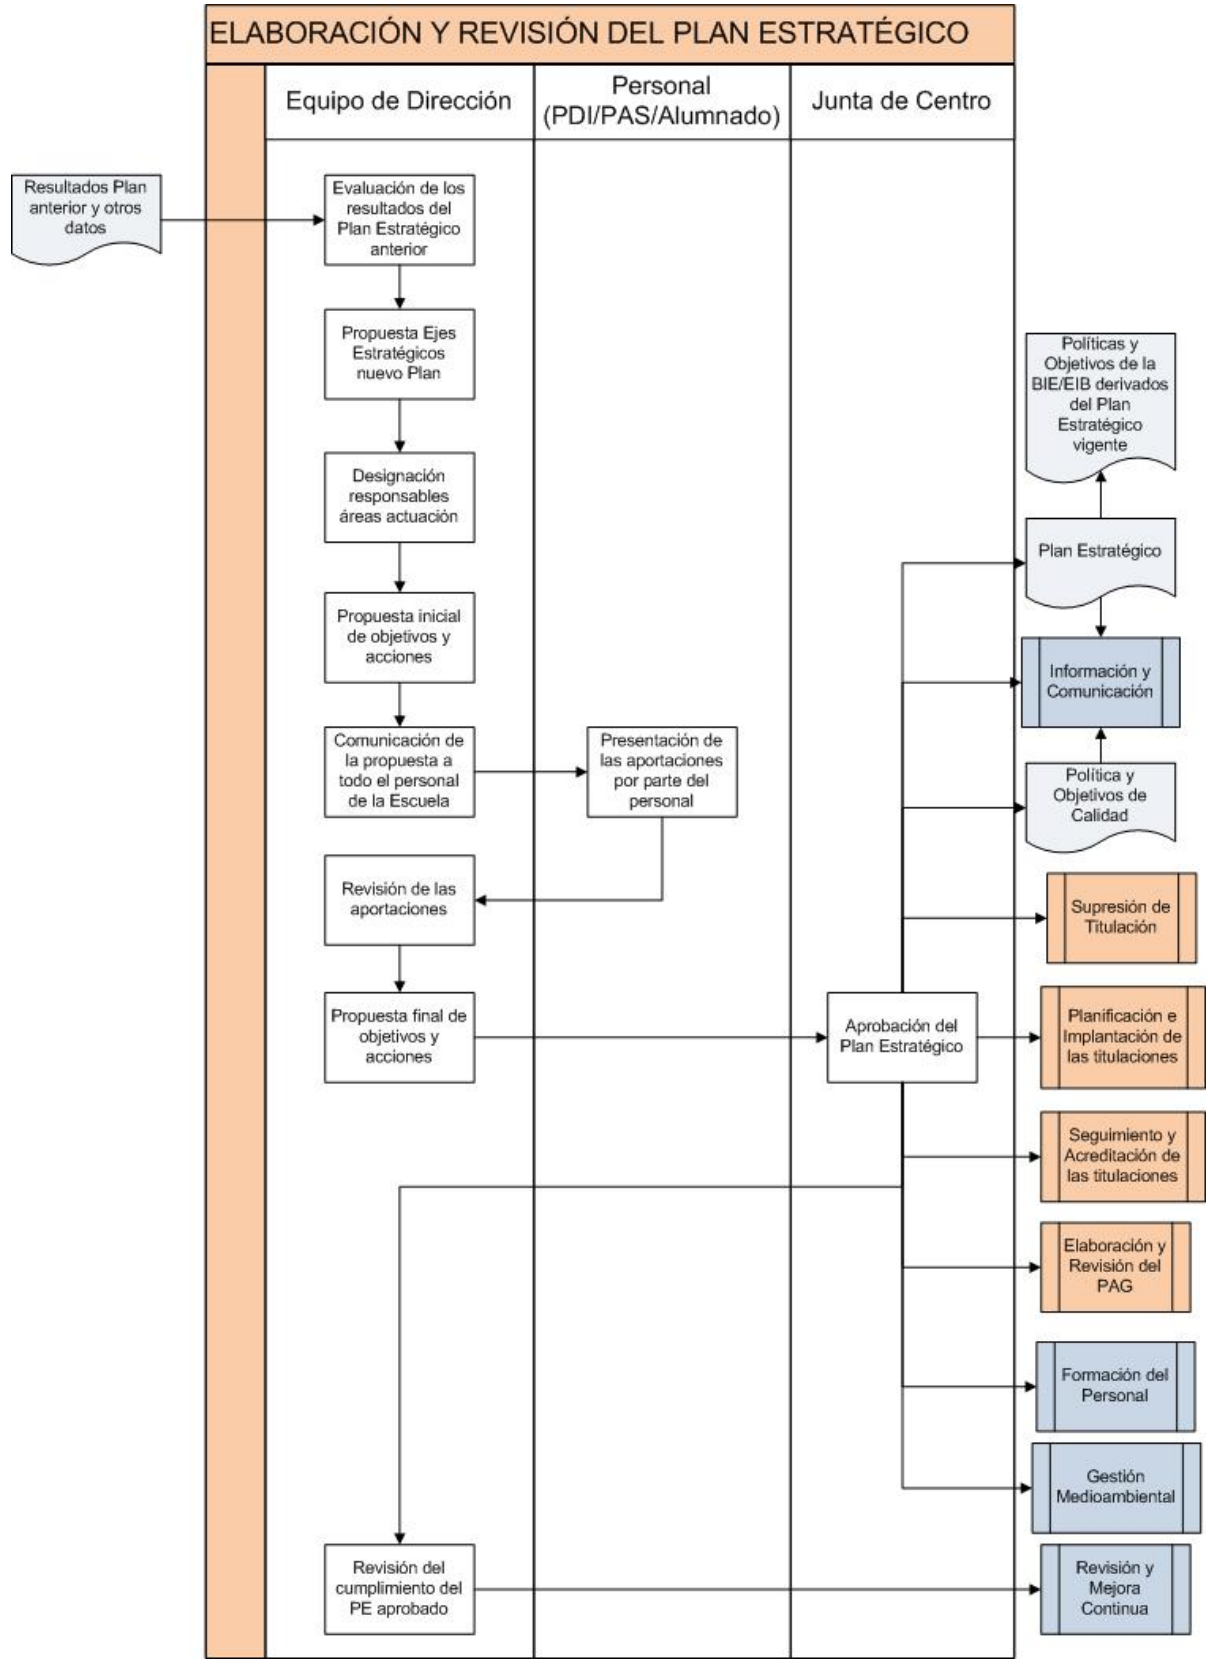 ELABORACIÓN Y REVISIÓN DEL PLAN ESTRATÉGICO
Equipo de Dirección
Personal
(PDI/PAS/Alumnado)
Junta de Centro
Resultados Plan
anterior y otros
datos
Evaluación de los
resultados del
Plan Estratégico
anterior
Propuesta Ejes
Estratégicos
nuevo Plan
Políticas y
Objetivos de la
BIE/EIB derivados
del Plan
Estratégico
vigente
Designación
responsables
áreas actuación
Plan Estratégico
Propuesta inicial
de objetivos y
acciones
Información y
Comunicación
Comunicación de
la propuesta a
todo el personal
de la Escuela
Presentación de
las aportaciones
por parte del
personal
Política y
Objetivos de
Calidad
Revisión de las
aportaciones
Supresión de
Titulación
Propuesta final de
objetivos y
acciones
Aprobación del
Plan Estratégico
Planificación e
Implantación de
las titulaciones
Seguimiento y
Acreditación de
las titulaciones
Elaboración y
Revisión del
PAG
Formación del
Personal
Gestión
Medioambiental
Revisión del
cumplimiento del
PE aprobado
Revisión y
Mejora
Continua